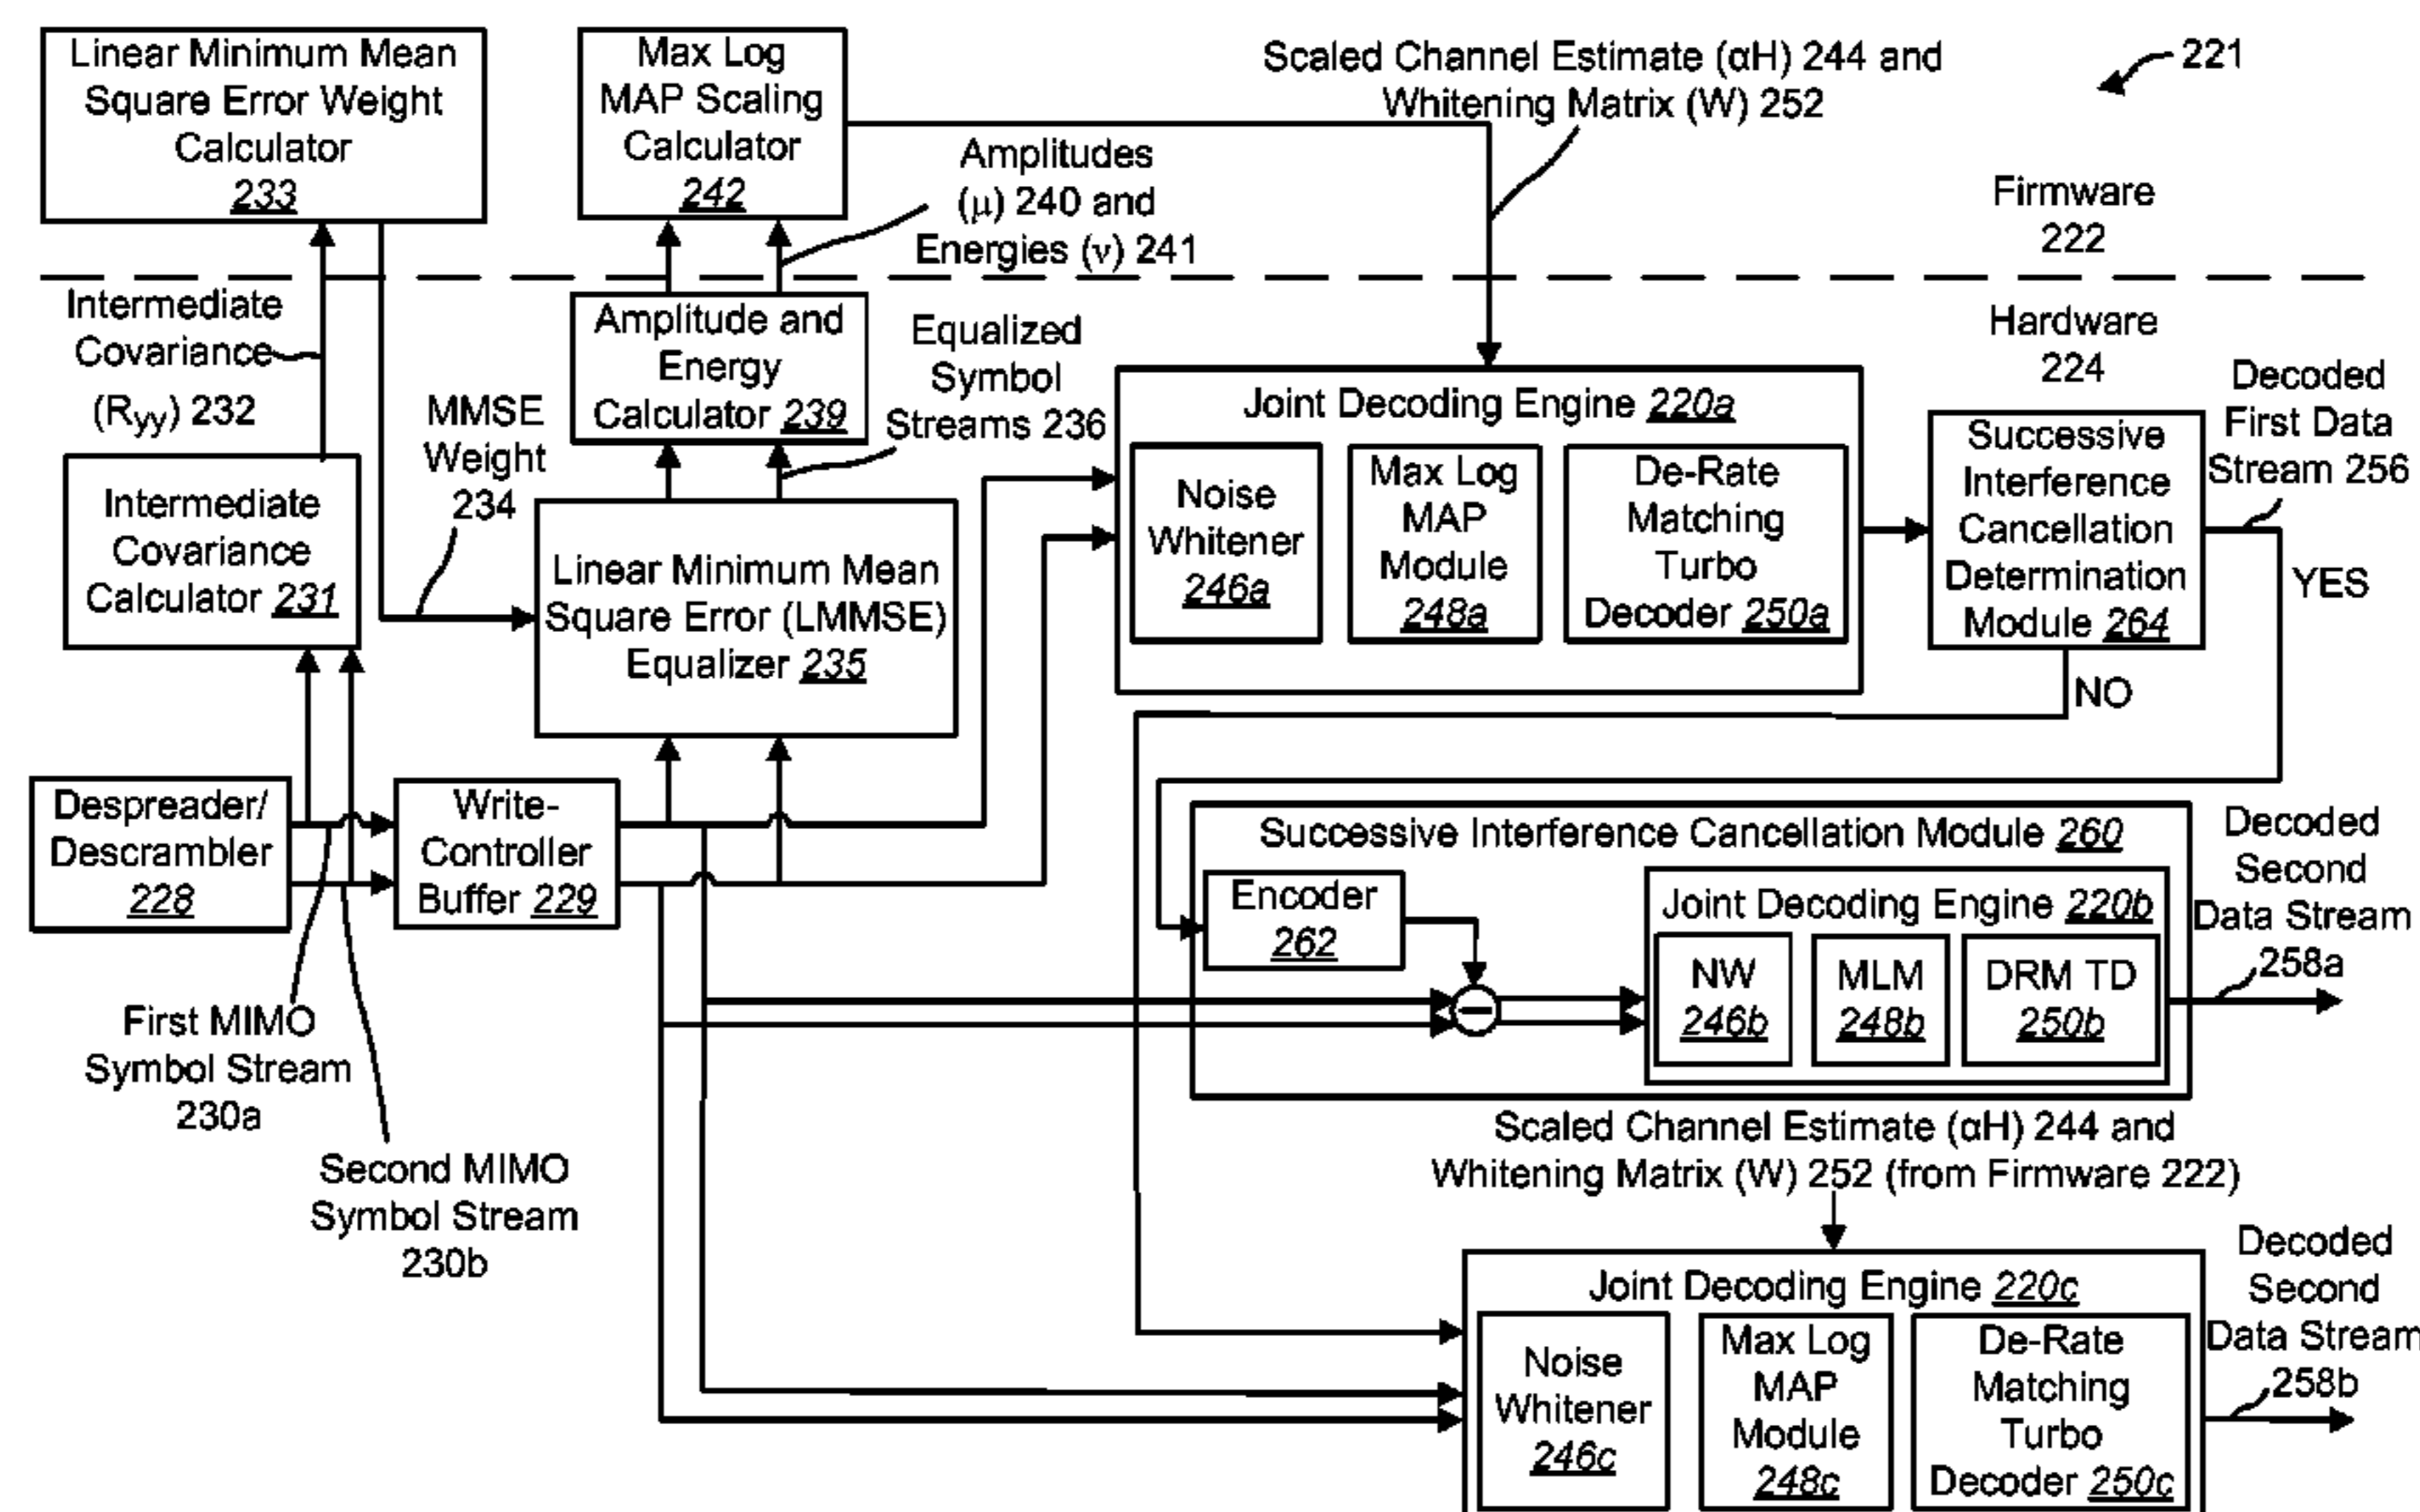 Linear Minimum Mean
Square Error Weight
Calculator
233
Max Log
MAP Scaling
Calculator
242
Scaled Channel Estimate (αH) 244 and
Whitening Matrix (W) 252
221
Amplitudes
(μ) 240 and
Energies (ν) 241
Firmware
222
Intermediate
Covariance
(Ryy) 232
MMSE
Weight
234
Amplitude and
Energy
Calculator 239
Equalized
Symbol
Streams 236
Hardware
224
Intermediate
Covariance
Calculator 231
Linear Minimum Mean
Square Error (LMMSE)
Equalizer 235
Joint Decoding Engine 220a
Noise
Whitener
246a
Max Log
MAP
Module
248a
De-Rate
Matching
Turbo
Decoder 250a
Successive
Interference
Cancellation
Determination
Module 264
Decoded
First Data
Stream 256
YES
NO
Despreader/
Descrambler
228
Write-
Controller
Buffer 229
First MIMO
Symbol Stream
230a
Second MIMO
Symbol Stream
230b
Successive Interference Cancellation Module 260
Encoder
262
Joint Decoding Engine 220b
NW
246b
MLM
248b
DRM TD
250b
Decoded
Second
Data Stream
258a
Scaled Channel Estimate (αH) 244 and
Whitening Matrix (W) 252 (from Firmware 222)
Joint Decoding Engine 220c
Noise
Whitener
246c
Max Log
MAP
Module
248c
De-Rate
Matching
Turbo
Decoder 250c
Decoded
Second
Data Stream
258b